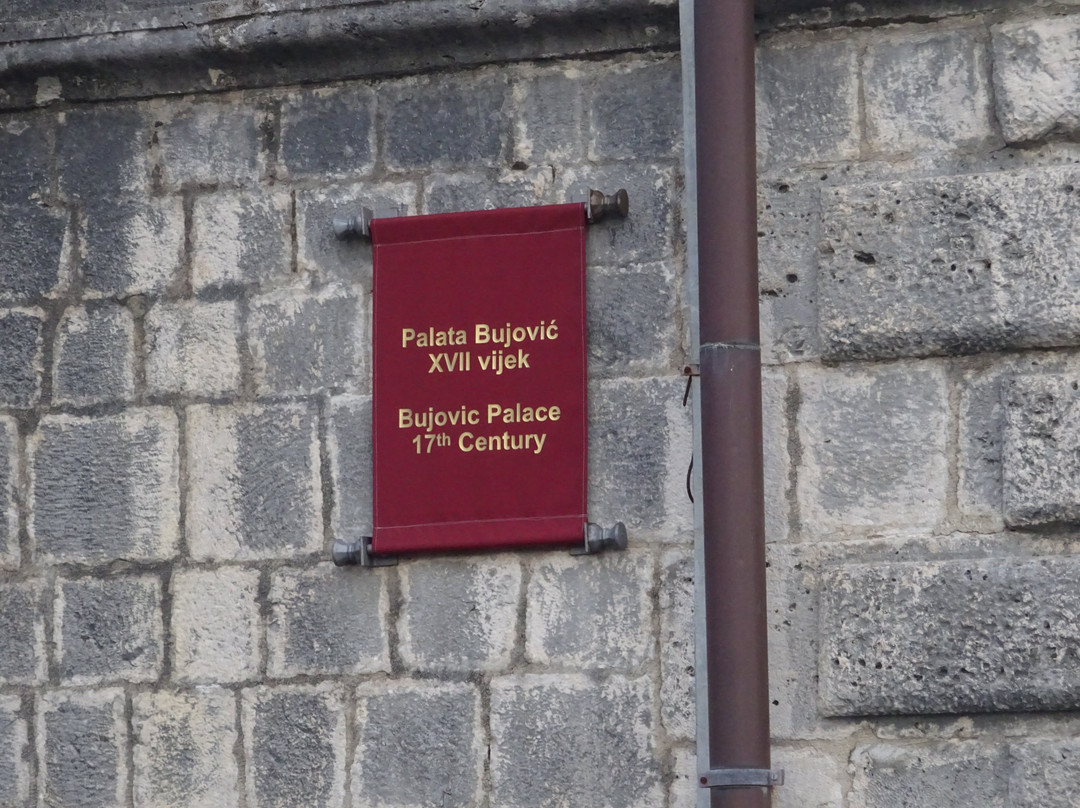 Palata Bujović
XVII vijek
Bujovic Palace
17th Century